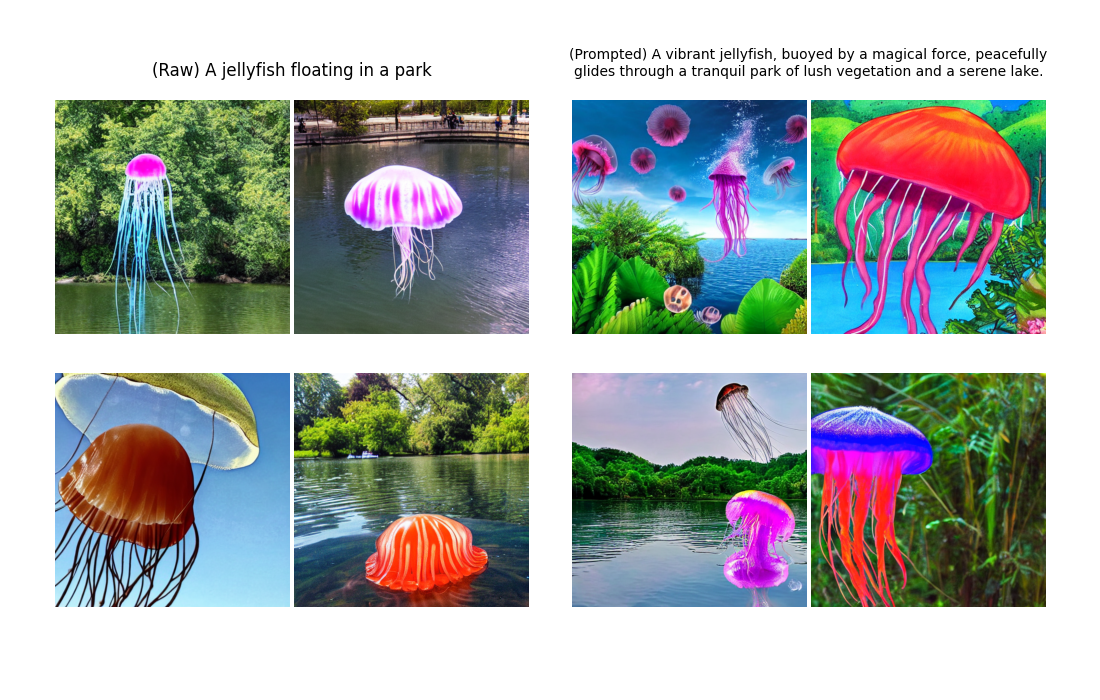 (Raw) A jellyfish floating in a park
(Prompted) A vibrant jellyfish, buoyed by a magical force, peacefully
glides through a tranquil park of lush vegetation and a serene lake.